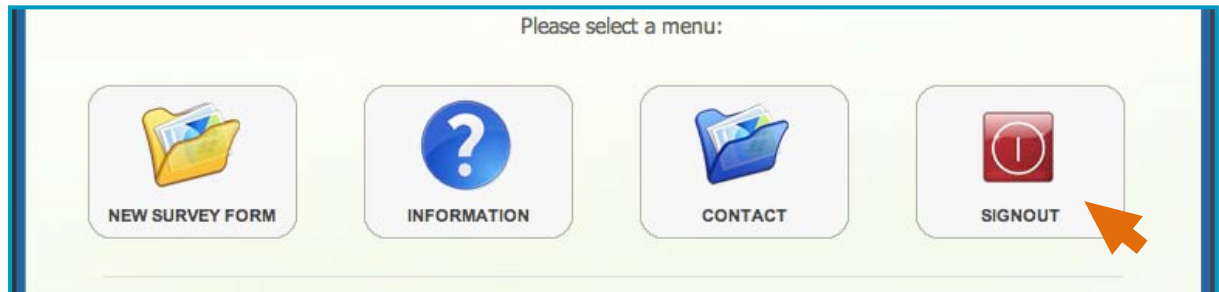 Please select a menu:
NEW SURVEY FORM
INFORMATION
CONTACT
SIGNOUT